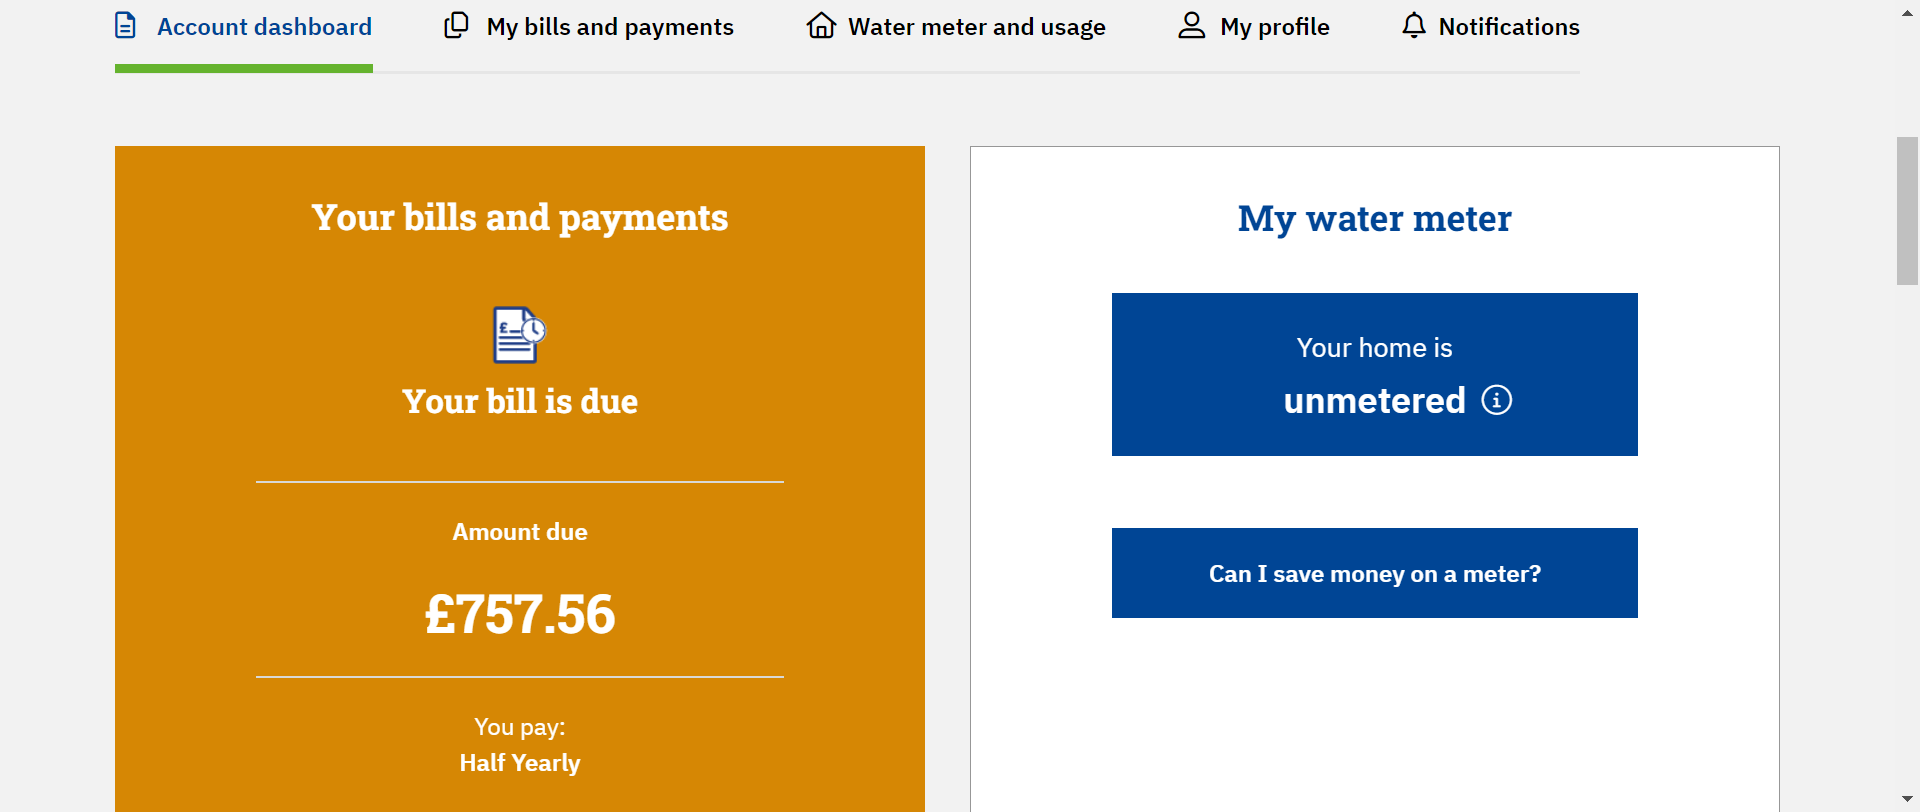 Account dashboard
My bills and payments
Water meter and usage
My profile
Notifications
Your bills and payments
£
Your bill is due
Amount due
£757.56
You pay:
Half Yearly
My water meter
Your home is
unmetered
Can I save money on a meter?